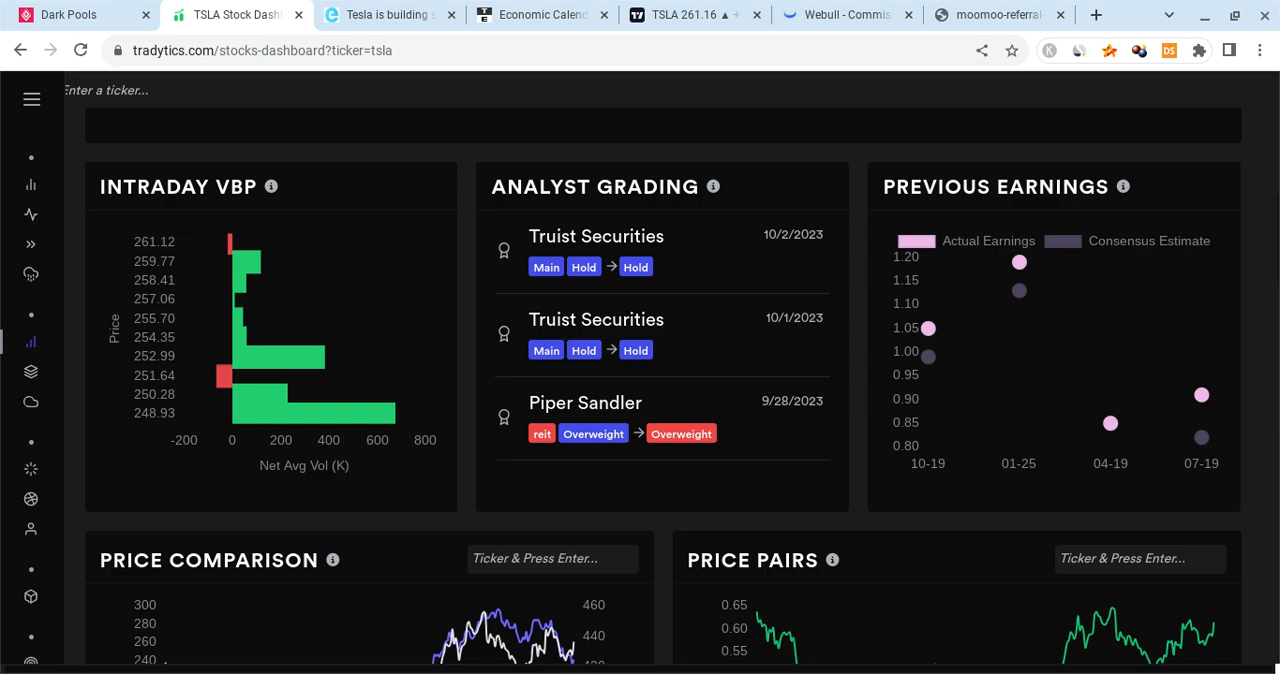 Dark Pools
TSLA Stock Dash
Tesla is building s
Economic Calend
TSLA 261.16 ▲ +
Webull - Commis
moomoo-referral-
tradytics.com/stocks-dashboard?ticker=tsla
K
DS
Enter a ticker...
INTRADAY VBP
261.12
259.77
258.41
257.06
255.70
254.35
252.99
251.64
250.28
248.93
Price
-200 0 200 400 600 800
Net Avg Vol (K)
ANALYST GRADING
Truist Securities 10/2/2023
Main Hold → Hold
Truist Securities 10/1/2023
Main Hold → Hold
Piper Sandler 9/28/2023
reit Overweight → Overweight
PREVIOUS EARNINGS
Actual Earnings Consensus Estimate
1.20
1.15
1.10
1.05
1.00
0.95
0.90
0.85
0.80
10-19 01-25 04-19 07-19
PRICE COMPARISON
Ticker & Press Enter...
300 460
280
260 440
240
PRICE PAIRS
Ticker & Press Enter...
0.65
0.60
0.55